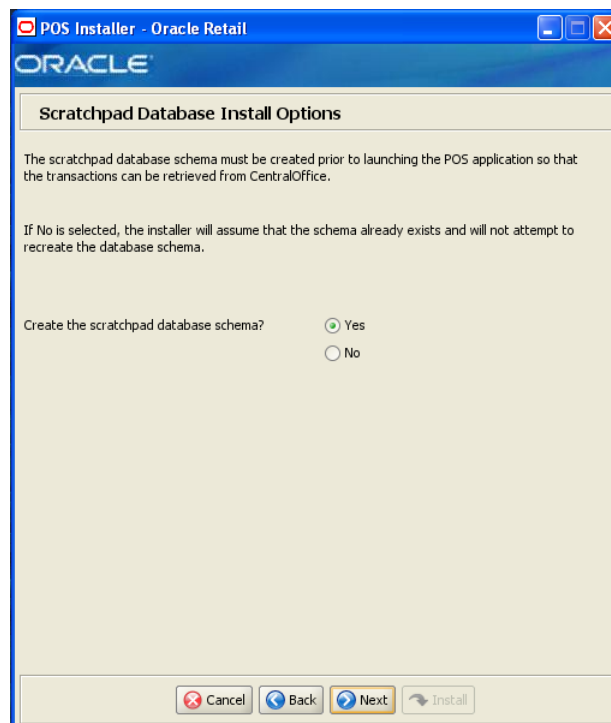 POS Installer - Oracle Retail
ORACLE
Scratchpad Database Install Options
The scratchpad database schema must be created prior to launching the POS application so that
the transactions can be retrieved from CentralOffice.
If No is selected, the installer will assume that the schema already exists and will not attempt to
recreate the database schema.
Create the scratchpad database schema? Yes
No
Cancel Back Next Install